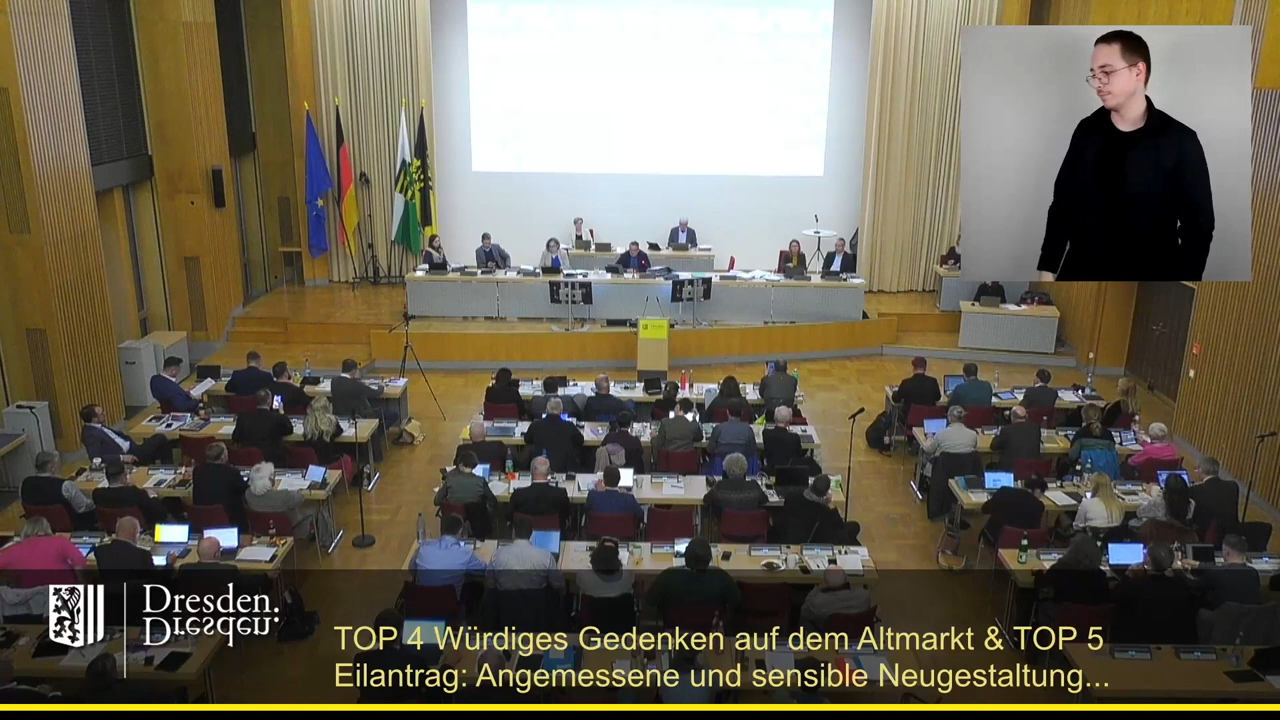 Dresden.
Dresden.
TOP 4 Würdiges Gedenken auf dem Altmarkt & TOP 5
Eilantrag: Angemessene und sensible Neugestaltung...